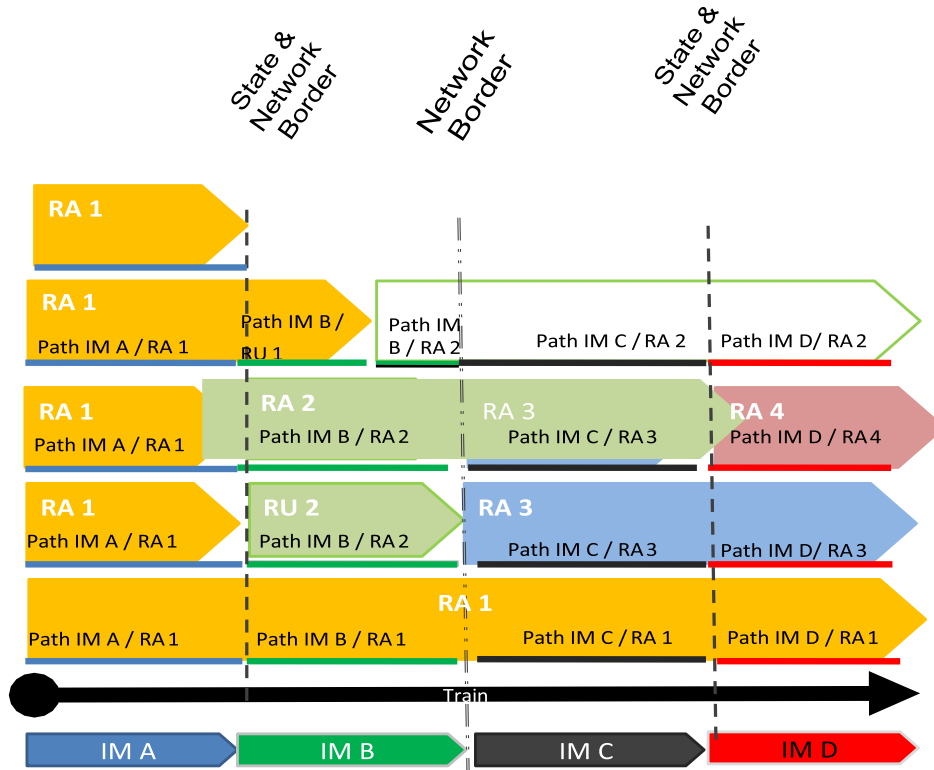 State &
Network
Border
Network
Border
State &
Network
Border
RA 1
RA 1
Path IM A / RA 1
Path IM B /
RU 1
Path IM
B / RA 2
Path IM C / RA 2
Path IM D/ RA 2
RA 1
Path IM A / RA 1
RA 2
Path IM B / RA 2
RA 3
Path IM C / RA 3
RA 4
Path IM D / RA 4
RA 1
Path IM A / RA 1
RU 2
Path IM B / RA 2
RA 3
Path IM C / RA 3
Path IM D/ RA 3
RA 1
Path IM A / RA 1
Path IM B / RA 1
Path IM C / RA 1
Path IM D / RA 1
Train
IM A
IM B
IM C
IM D